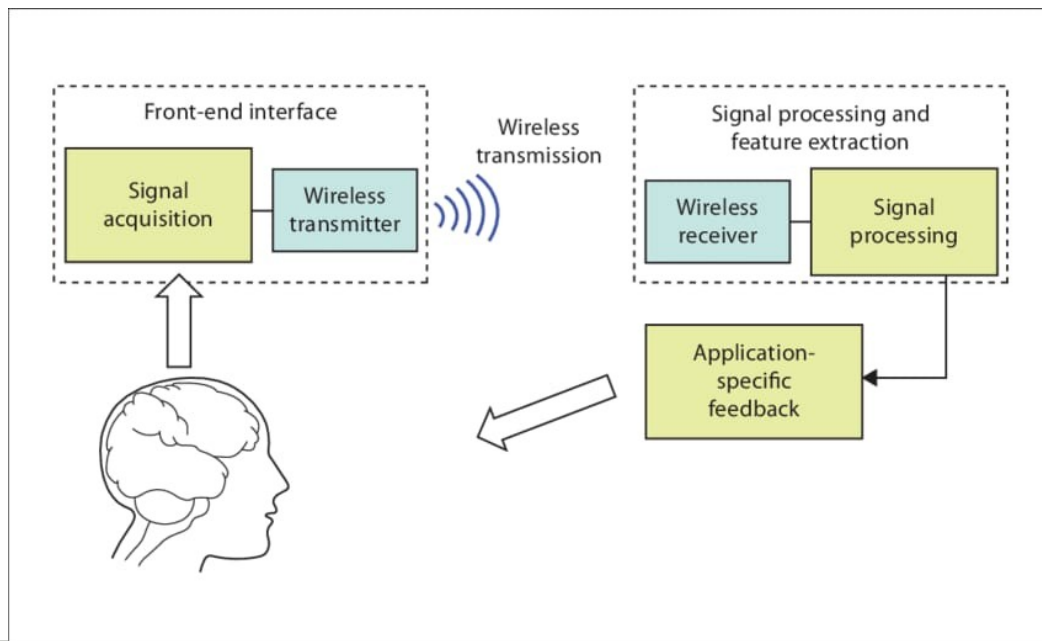 Front-end interface
Signal
acquisition
Wireless
transmitter
Wireless
transmission
Signal processing and
feature extraction
Wireless
receiver
Signal
processing
Application-
specific
feedback